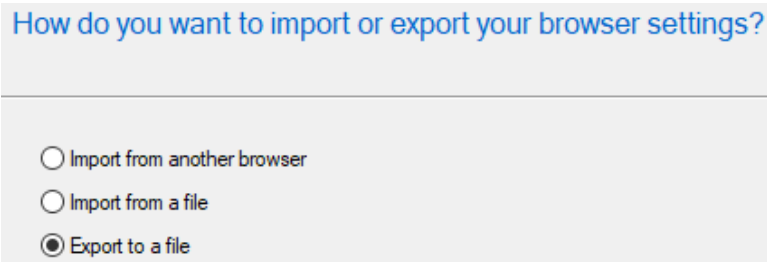 How do you want to import or export your browser settings?
Import from another browser
Import from a file
Export to a file